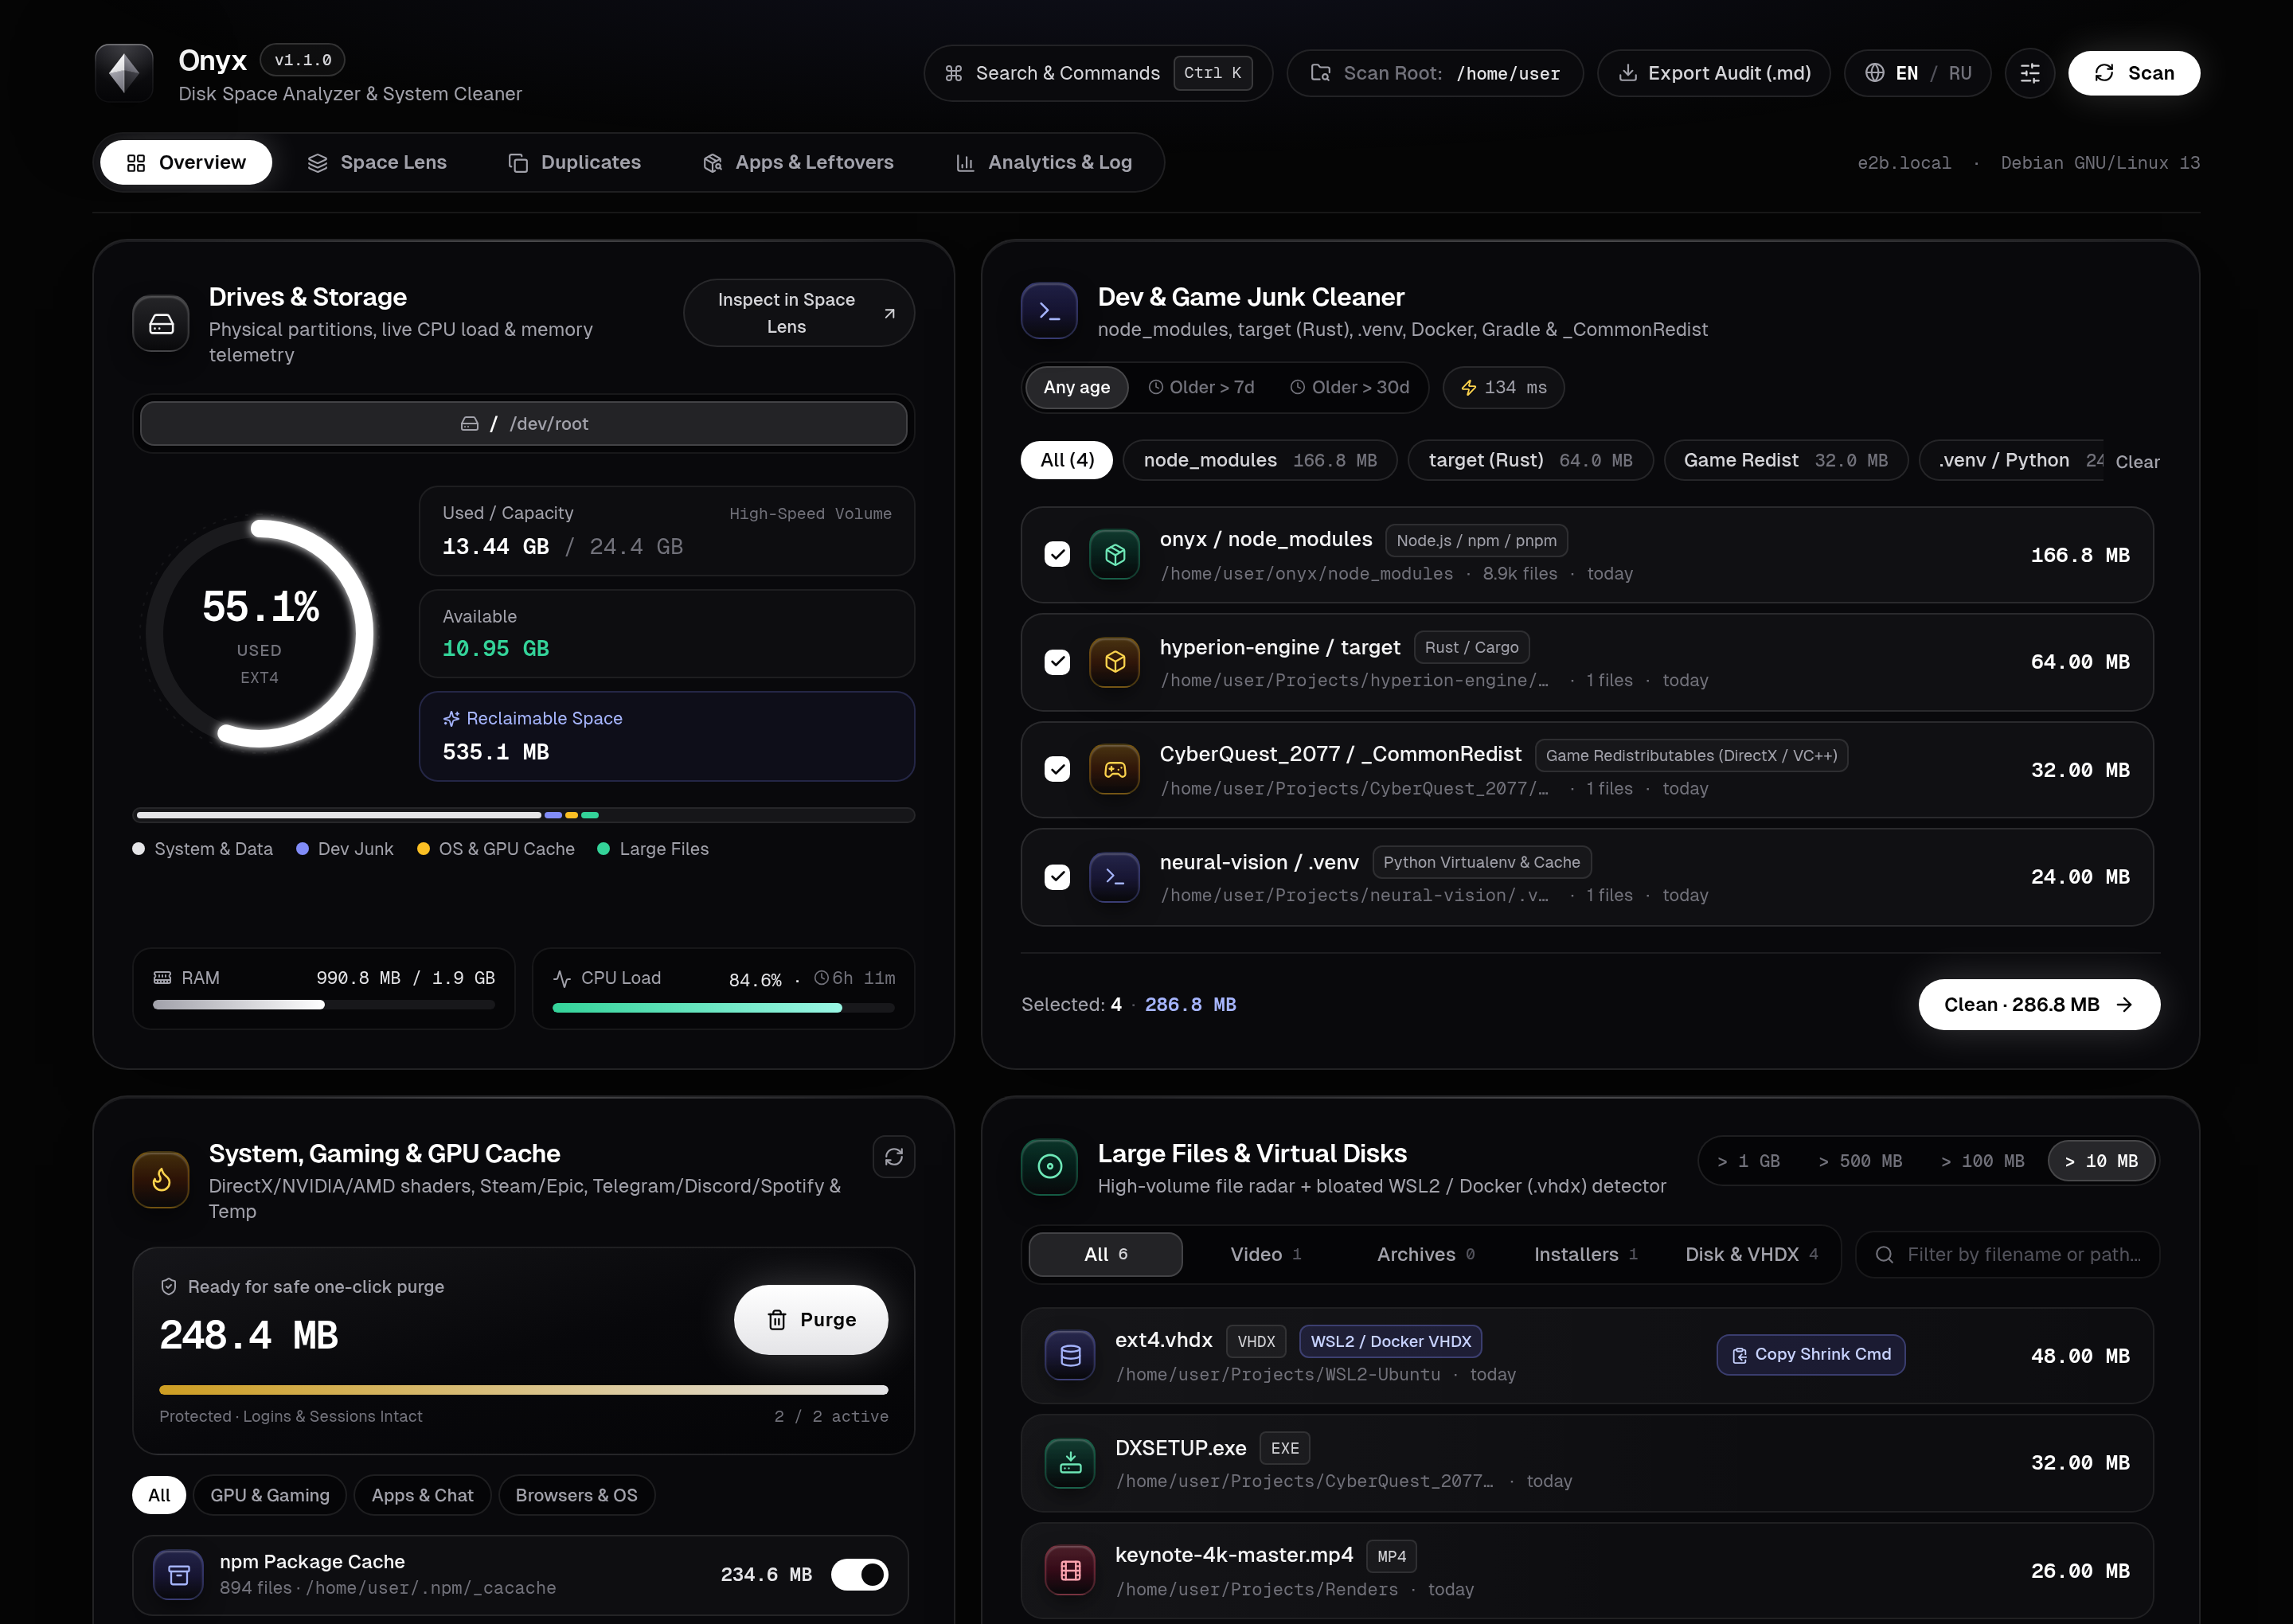 Onyx v1.1.0
Disk Space Analyzer & System Cleaner
Search & Commands Ctrl K
Scan Root: /home/user
Export Audit (.md)
EN / RU
Scan
Overview
Space Lens
Duplicates
Apps & Leftovers
Analytics & Log
e2b.local · Debian GNU/Linux 13
Drives & Storage
Physical partitions, live CPU load & memory
telemetry
Inspect in Space
Lens
/ /dev/root
55.1%
USED
EXT4
Used / Capacity High-Speed Volume
13.44 GB / 24.4 GB
Available
10.95 GB
Reclaimable Space
535.1 MB
System & Data Dev Junk OS & GPU Cache Large Files
RAM 990.8 MB / 1.9 GB
CPU Load 84.6% · 6h 11m
Dev & Game Junk Cleaner
node_modules, target (Rust), .venv, Docker, Gradle & _CommonRedist
Any age Older > 7d Older > 30d 134 ms
All (4) node_modules 166.8 MB target (Rust) 64.0 MB Game Redist 32.0 MB .venv / Python 24 Clear
onyx / node_modules Node.js / npm / pnpm
/home/user/onyx/node_modules · 8.9k files · today
166.8 MB
hyperion-engine / target Rust / Cargo
/home/user/Projects/hyperion-engine/… · 1 files · today
64.00 MB
CyberQuest_2077 / _CommonRedist Game Redistributables (DirectX / VC++)
/home/user/Projects/CyberQuest_2077/… · 1 files · today
32.00 MB
neural-vision / .venv Python Virtualenv & Cache
/home/user/Projects/neural-vision/.v… · 1 files · today
24.00 MB
Selected: 4 · 286.8 MB
Clean · 286.8 MB
System, Gaming & GPU Cache
DirectX/NVIDIA/AMD shaders, Steam/Epic, Telegram/Discord/Spotify &
Temp
Ready for safe one-click purge
248.4 MB
Purge
Protected · Logins & Sessions Intact 2 / 2 active
All GPU & Gaming Apps & Chat Browsers & OS
npm Package Cache
894 files · /home/user/.npm/_cacache
234.6 MB
Large Files & Virtual Disks
High-volume file radar + bloated WSL2 / Docker (.vhdx) detector
> 1 GB > 500 MB > 100 MB > 10 MB
All 6 Video 1 Archives 0 Installers 1 Disk & VHDX 4
Filter by filename or path...
ext4.vhdx VHDX WSL2 / Docker VHDX
/home/user/Projects/WSL2-Ubuntu · today
Copy Shrink Cmd
48.00 MB
DXSETUP.exe EXE
/home/user/Projects/CyberQuest_2077… · today
32.00 MB
keynote-4k-master.mp4 MP4
/home/user/Projects/Renders · today
26.00 MB